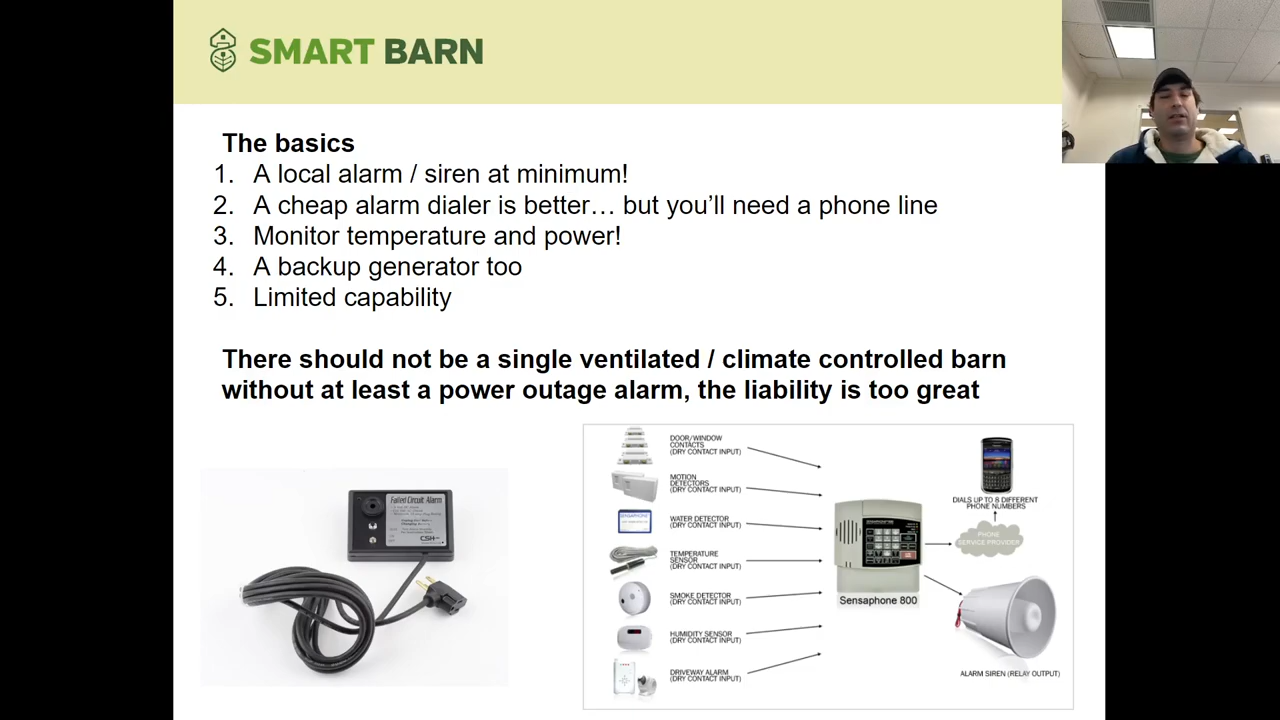 SMART BARN
The basics
1. A local alarm / siren at minimum!
2. A cheap alarm dialer is better… but you’ll need a phone line
3. Monitor temperature and power!
4. A backup generator too
5. Limited capability
There should not be a single ventilated / climate controlled barn
without at least a power outage alarm, the liability is too great
Failed Circuit Alarm
CSH
DOOR/WINDOW
CONTACTS
(DRY CONTACT INPUT)
MOTION
DETECTORS
(DRY CONTACT INPUT)
WATER DETECTOR
(DRY CONTACT INPUT)
TEMPERATURE
SENSOR
(DRY CONTACT INPUT)
SMOKE DETECTOR
(DRY CONTACT INPUT)
HUMIDITY SENSOR
(DRY CONTACT INPUT)
DRIVEWAY ALARM
(DRY CONTACT INPUT)
SENSAPHONE
Sensaphone 800
DIALS UP TO 8 DIFFERENT
PHONE NUMBERS
PHONE
SERVICE PROVIDER
ALARM SIREN (RELAY OUTPUT)